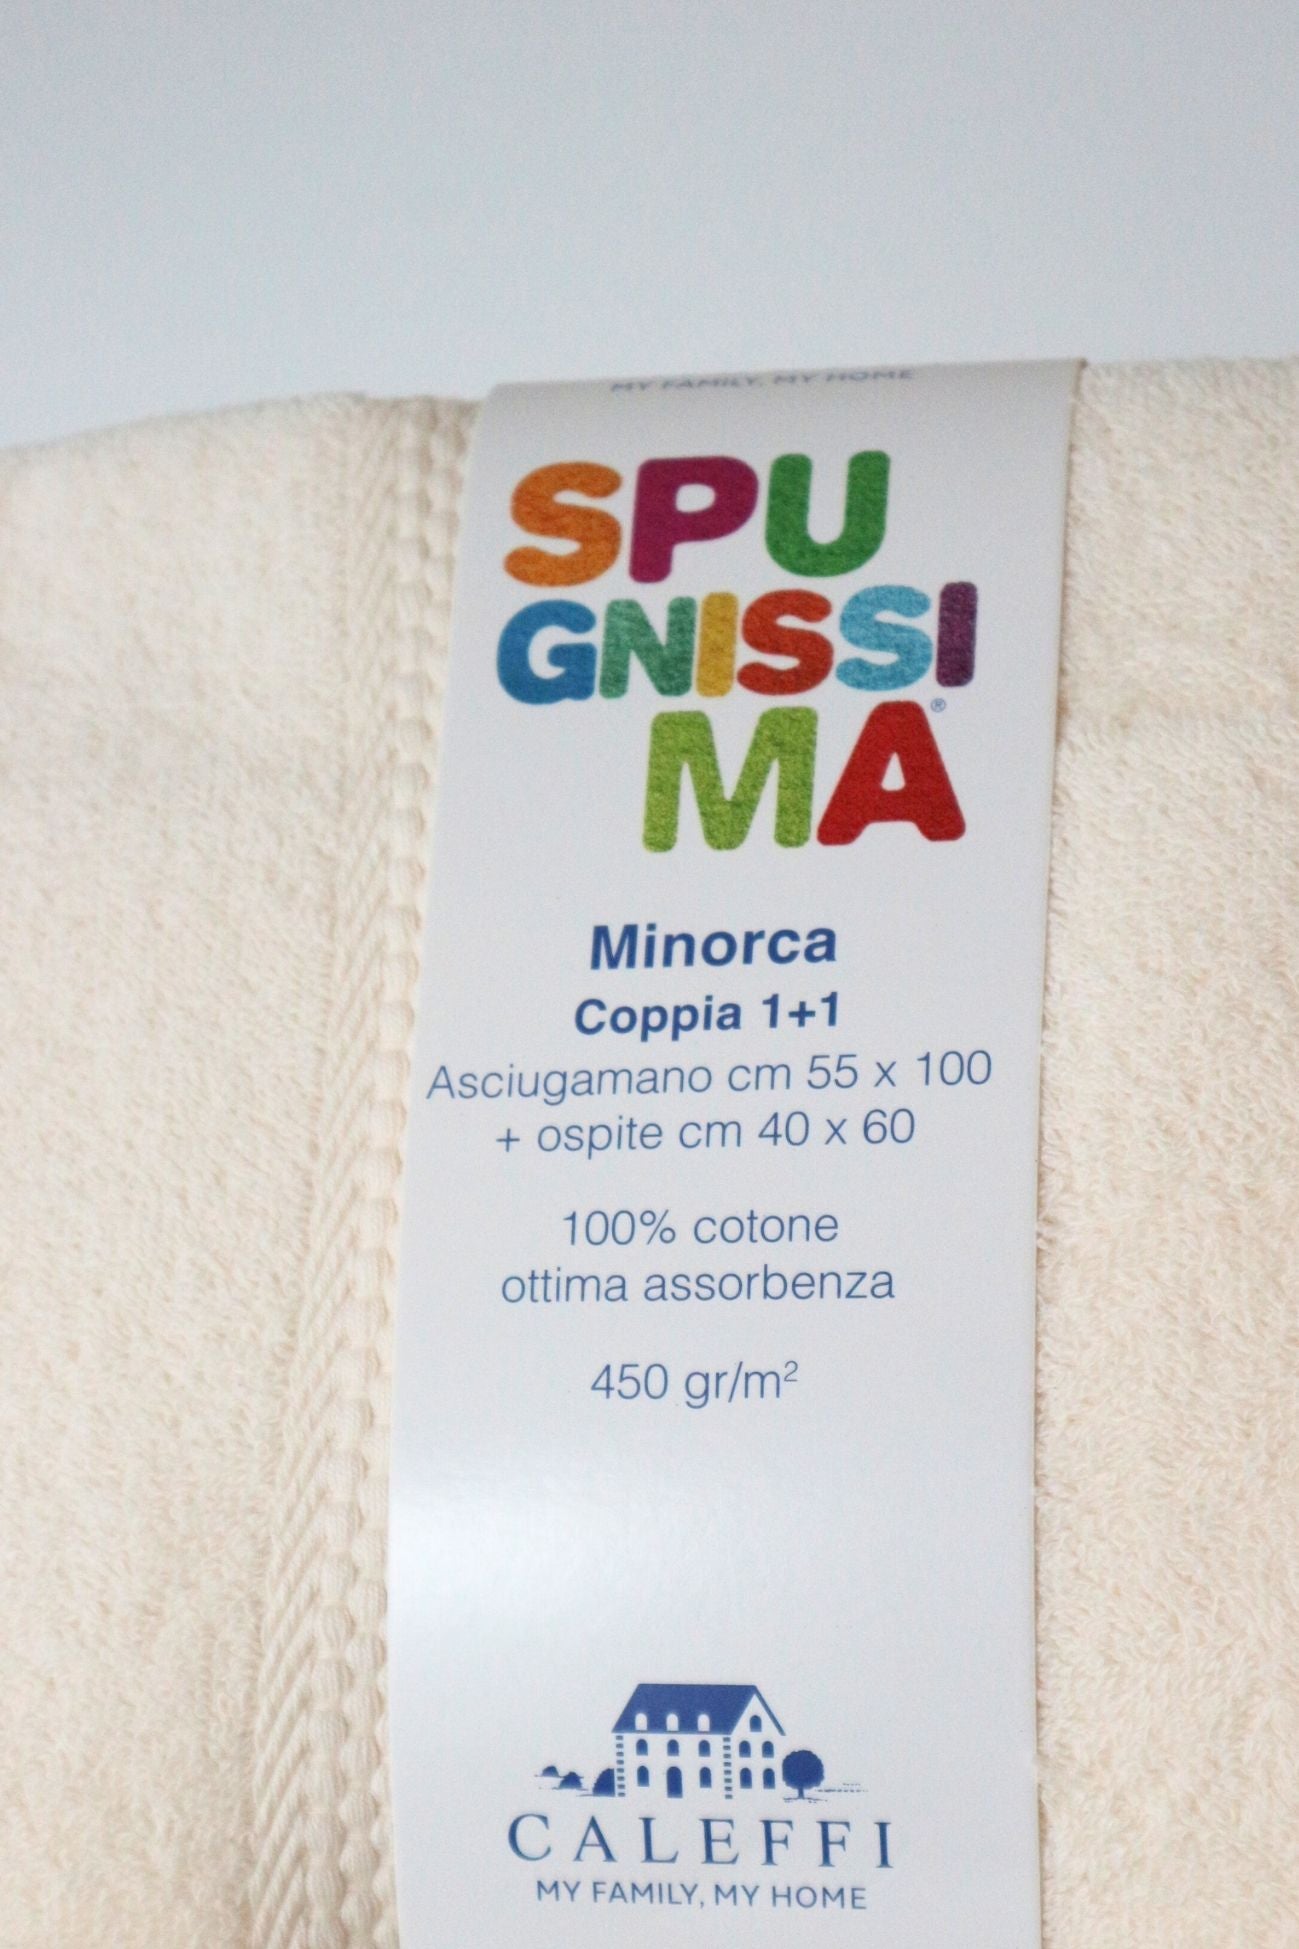 MY FAMILY, MY HOME
SPU
GNISSI
MA®
Minorca
Coppia 1+1
Asciugamano cm 55 x 100
+ ospite cm 40 x 60
100% cotone
ottima assorbenza
450 gr/m²
CALEFFI
MY FAMILY, MY HOME